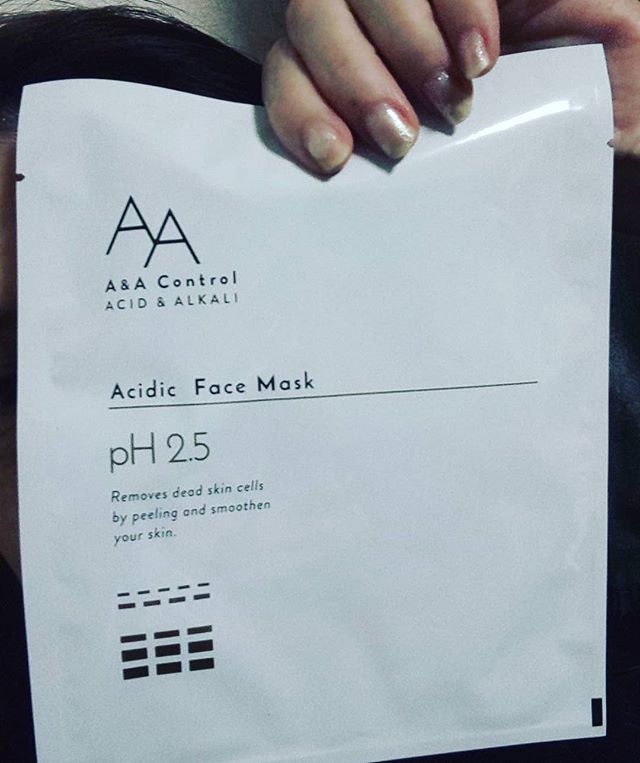 AA
A&A Control
ACID & ALKALI
Acidic Face Mask
pH 2.5
Removes dead skin cells
by peeling and smoothen
your skin.